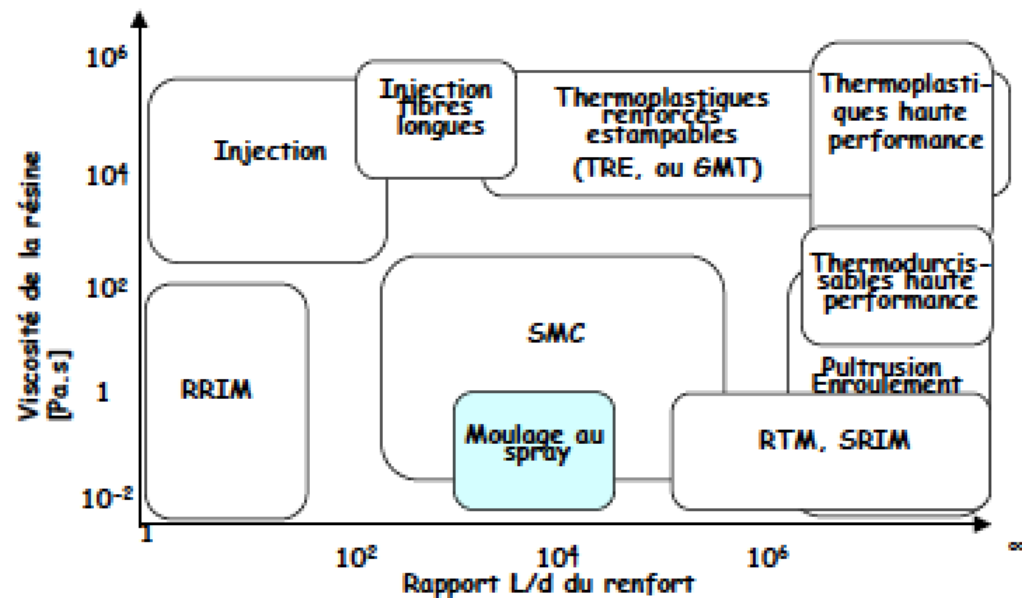 10⁶
10⁴
10²
1
10⁻²
Viscosité de la résine
[Pa.s]
Injection
Injection
fibres
longues
Thermoplastiques
renforcés
estampables
(TRE, ou GMT)
Thermoplasti-
ques haute
performance
Thermodurcis-
sables haute
performance
SMC
RRIM
Pultrusion
Enroulement
Moulage au
spray
RTM, SRIM
1
10²
10⁴
10⁶
∞
Rapport L/d du renfort